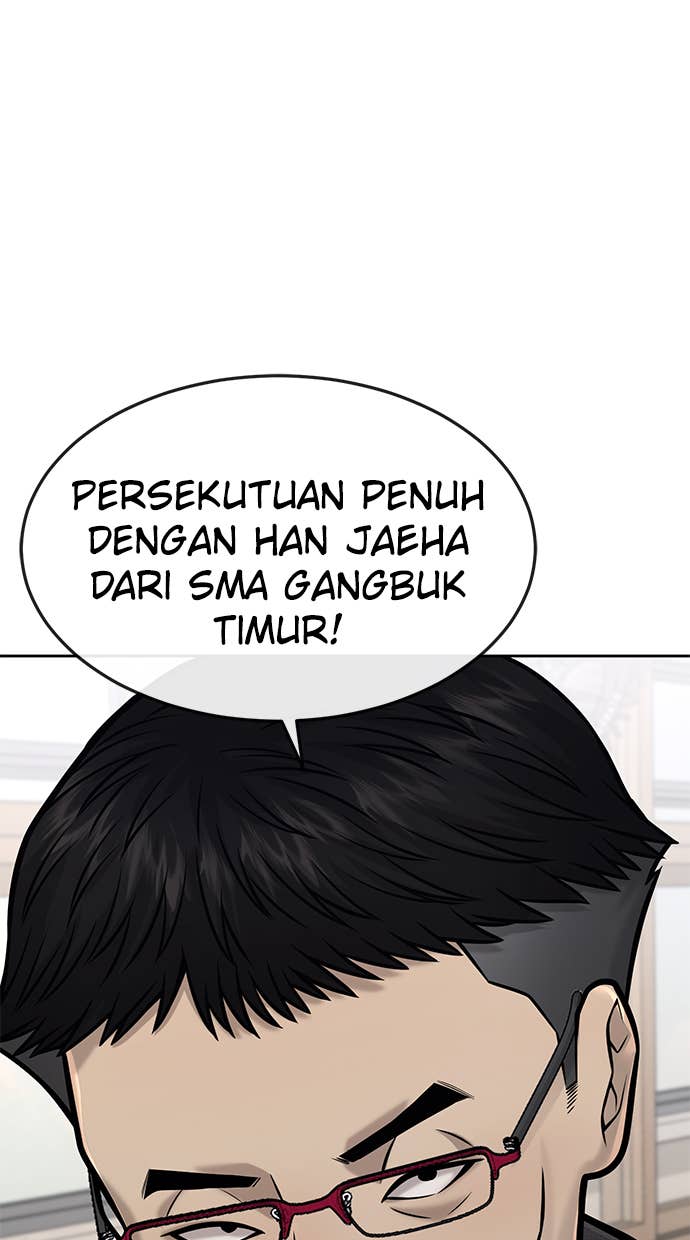 PERSEKUTUAN PENUH
DENGAN HAN JAEHA
DARI SMA GANGBUK
TIMUR!